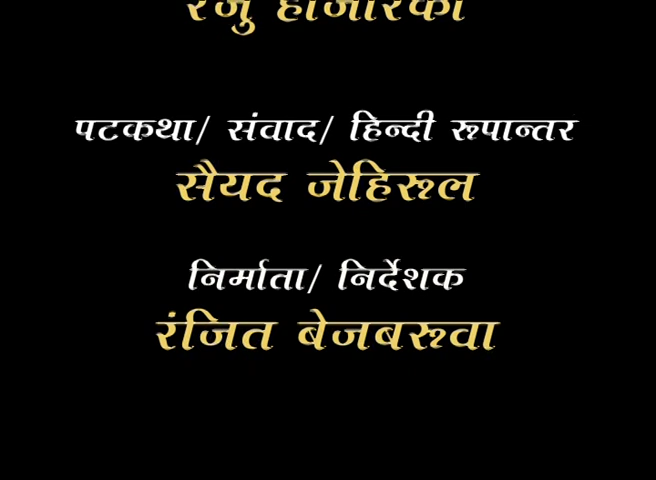 रंजु हाजारिका
पटकथा/ संवाद/ हिन्दी रूपान्तर
सैयद जेहिरूल
निर्माता/ निर्देशक
रंजित बेजबरूवा